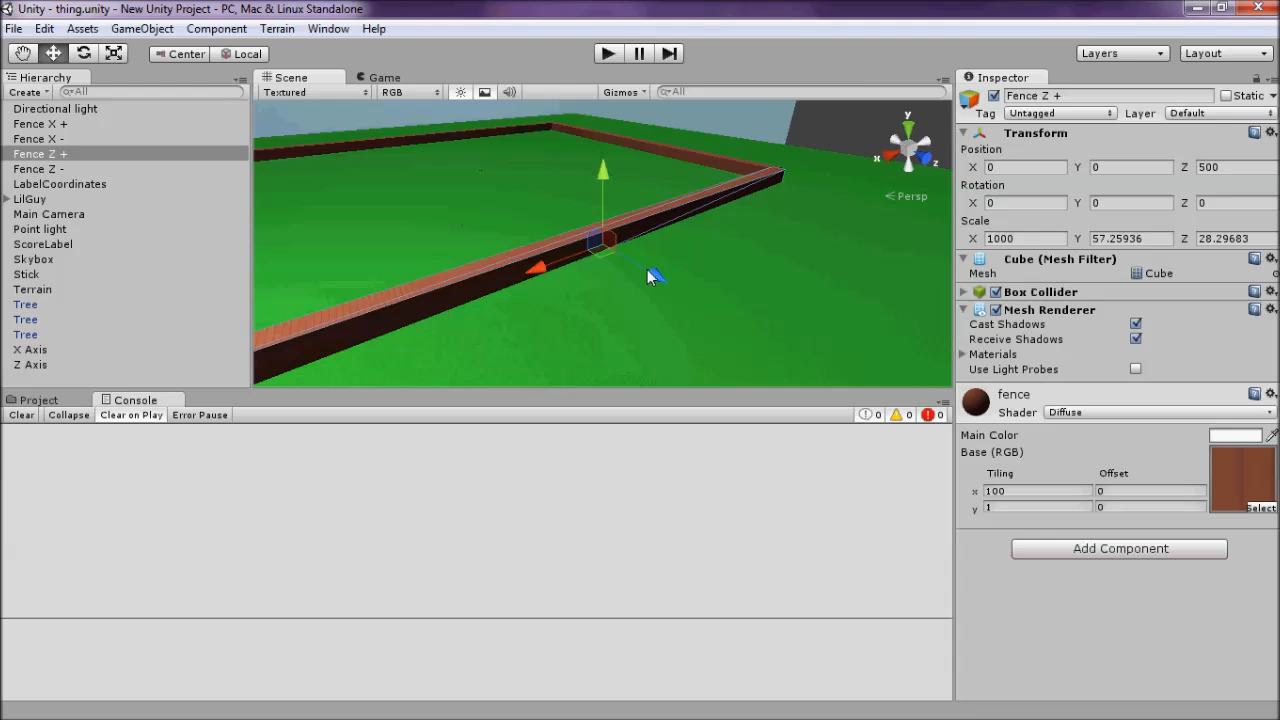 Unity - thing.unity - New Unity Project - PC, Mac & Linux Standalone
File Edit Assets GameObject Component Terrain Window Help
Center Local Layers Layout
Hierarchy
Create All
Directional light
Fence X +
Fence X -
Fence Z +
Fence Z -
LabelCoordinates
LilGuy
Main Camera
Point light
ScoreLabel
Skybox
Stick
Terrain
Tree
Tree
Tree
X Axis
Z Axis
Scene Game
Textured RGB Gizmos All
y
x z
Persp
Project Console
Clear Collapse Clear on Play Error Pause 0 0 0
Inspector
Fence Z + Static
Tag Untagged Layer Default
Transform
Position
X 0 Y 0 Z 500
Rotation
X 0 Y 0 Z 0
Scale
X 1000 Y 57.25936 Z 28.29683
Cube (Mesh Filter)
Mesh Cube
Box Collider
Mesh Renderer
Cast Shadows
Receive Shadows
Materials
Use Light Probes
fence
Shader Diffuse
Main Color
Base (RGB)
Tiling Offset
x 100 0
y 1 0
Select
Add Component